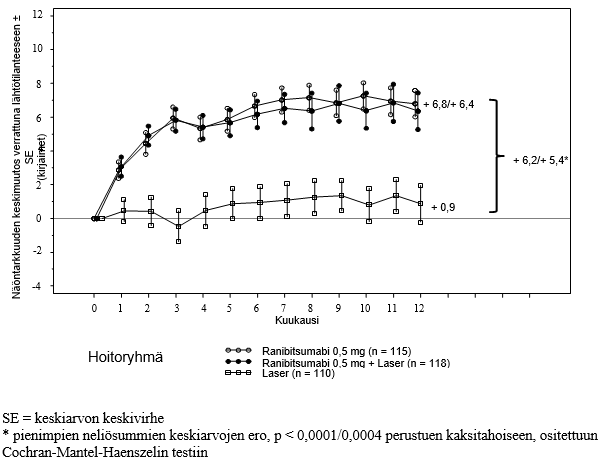 Näöntarkkuuden keskimuutos verrattuna lähtötilanteeseen ±
SE
(kirjaimet)
12
10
8
6
4
2
0
-2
-4
+ 6,8/+ 6,4
+ 6,2/+ 5,4*
+ 0,9
0 1 2 3 4 5 6 7 8 9 10 11 12
Kuukausi
Hoitoryhmä
Ranibitsumabi 0,5 mg (n = 115)
Ranibitsumabi 0,5 mg + Laser (n = 118)
Laser (n = 110)
SE = keskiarvon keskivirhe
* pienimpien neliösummien keskiarvojen ero, p < 0,0001/0,0004 perustuen kaksitahoiseen, ositettuun
Cochran-Mantel-Haenszelin testiin